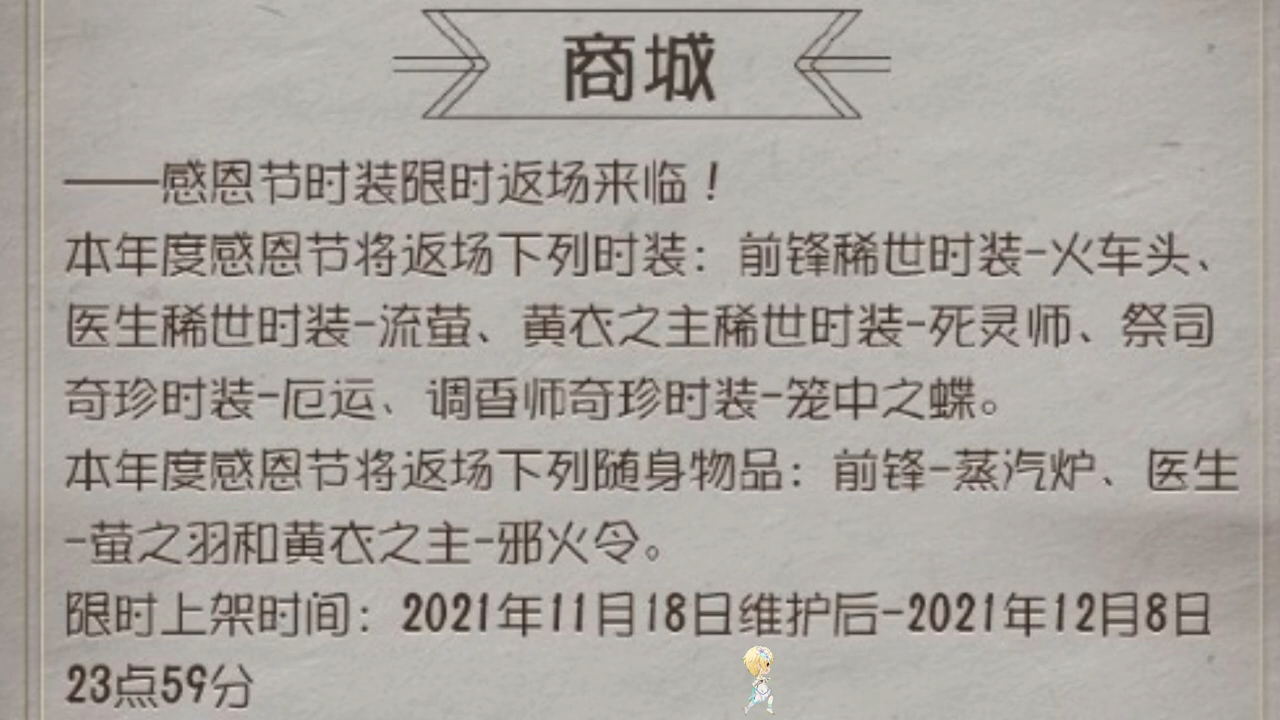 商城
——感恩节时装限时返场来临！
本年度感恩节将返场下列时装：前锋稀世时装-火车头、
医生稀世时装-流萤、黄衣之主稀世时装-死灵师、祭司
奇珍时装-厄运、调香师奇珍时装-笼中之蝶。
本年度感恩节将返场下列随身物品：前锋-蒸汽炉、医生
-萤之羽和黄衣之主-邪火令。
限时上架时间：2021年11月18日维护后-2021年12月8日
23点59分